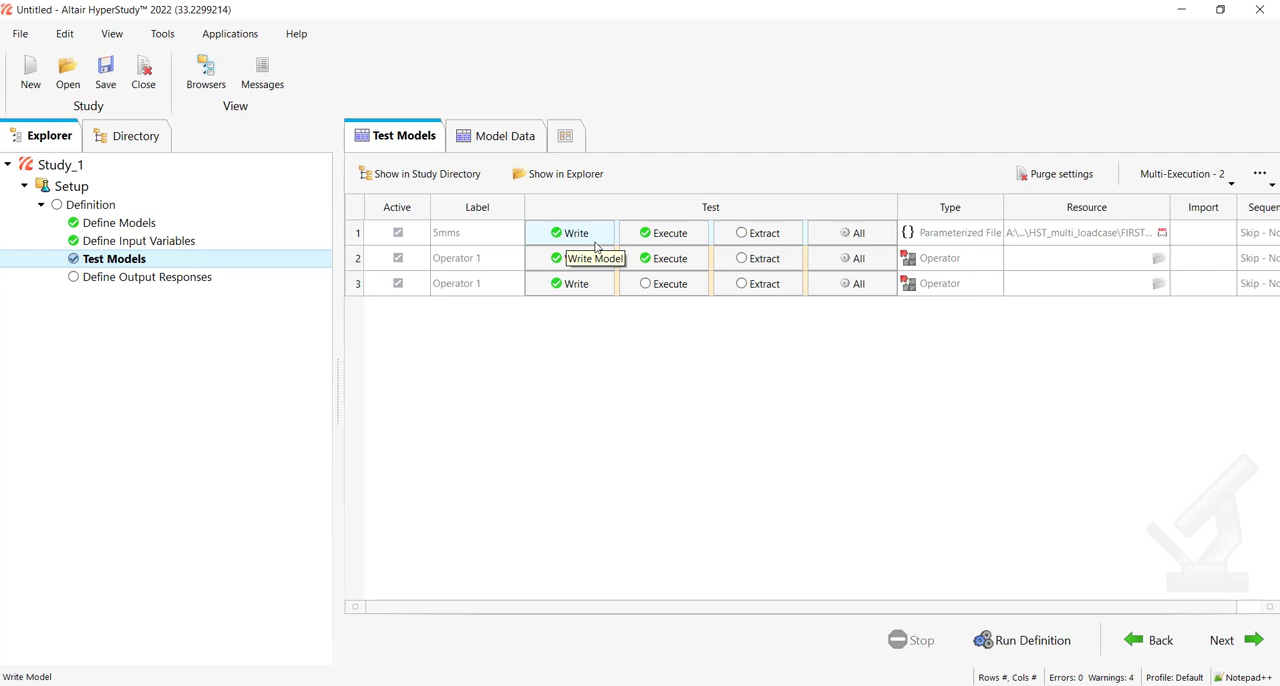 Untitled - Altair HyperStudy™ 2022 (33.2299214)
File Edit View Tools Applications Help
New Open Save Close Browsers Messages
Study View
Explorer Directory Test Models Model Data
Study_1
Setup
Definition
Define Models
Define Input Variables
Test Models
Define Output Responses
Show in Study Directory Show in Explorer Purge settings Multi-Execution - 2 ...
Active Label Test Type Resource Import Sequen
1 5mms Write Execute Extract All {} Parameterized File A:\...\HST_multi_loadcase\FIRST... Skip - No
2 Operator 1 Execute Extract All Operator Skip - No
Write Model
3 Operator 1 Write Execute Extract All Operator Skip - No
Stop Run Definition Back Next
Write Model Rows #, Cols # Errors: 0 Warnings: 4 Profile: Default Notepad++